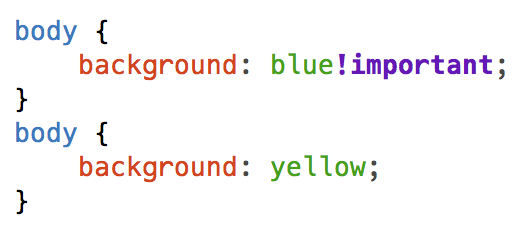 body {
    background: blue!important;
}
body {
    background: yellow;
}